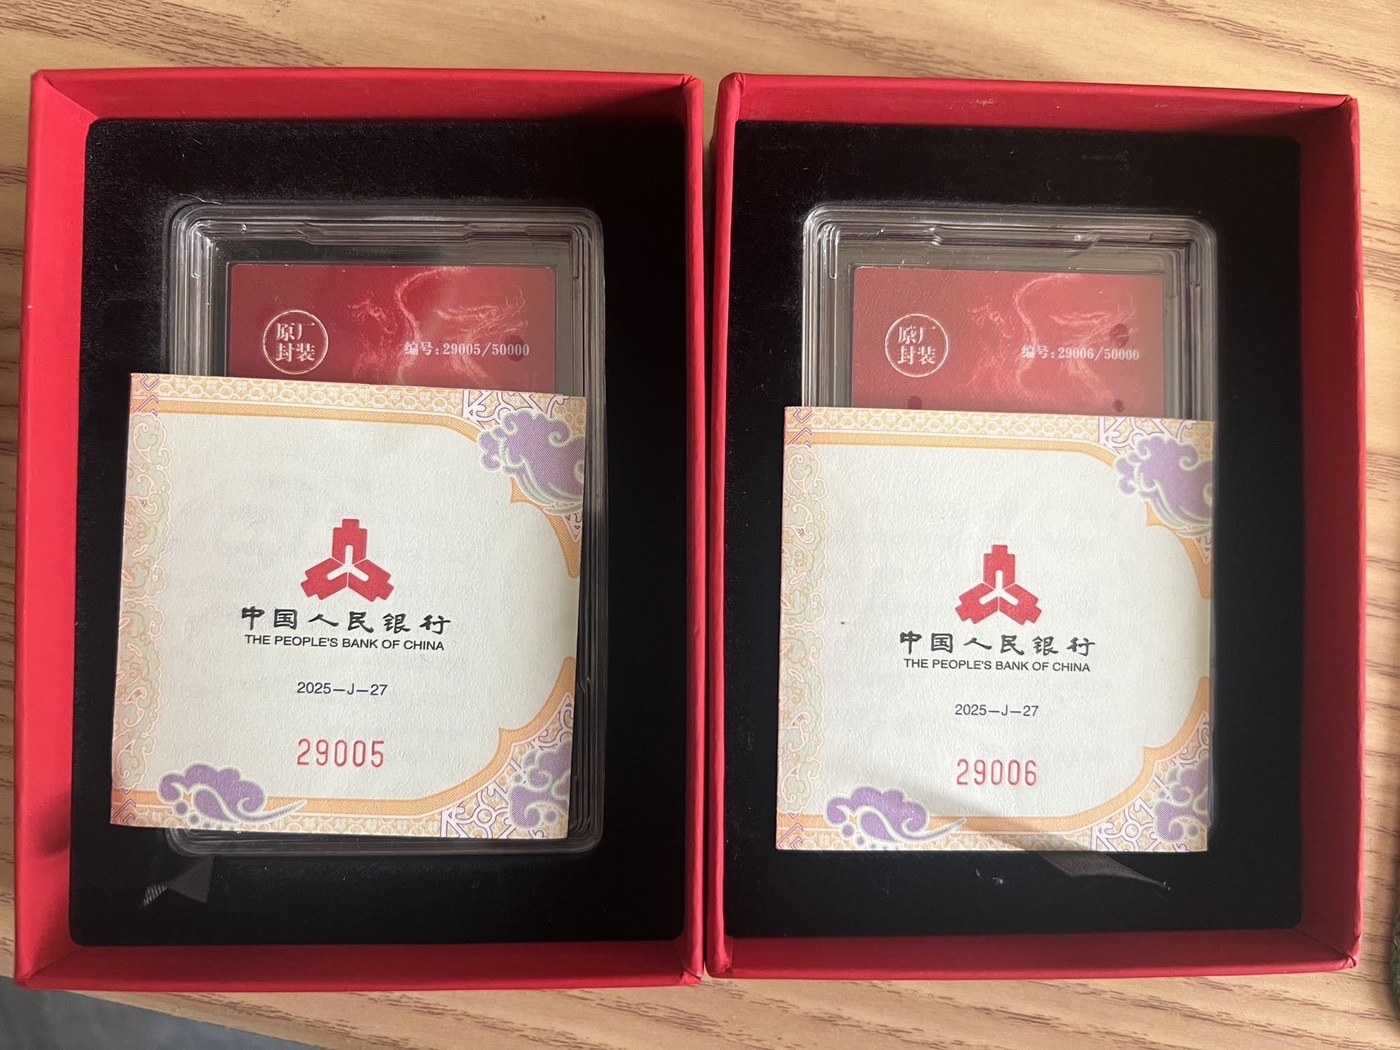 原厂
封装
编号:29005/50000
中国人民银行
THE PEOPLE'S BANK OF CHINA
2025—J—27
29005
原厂
封装
编号:29006/50000
中国人民银行
THE PEOPLE'S BANK OF CHINA
2025—J—27
29006